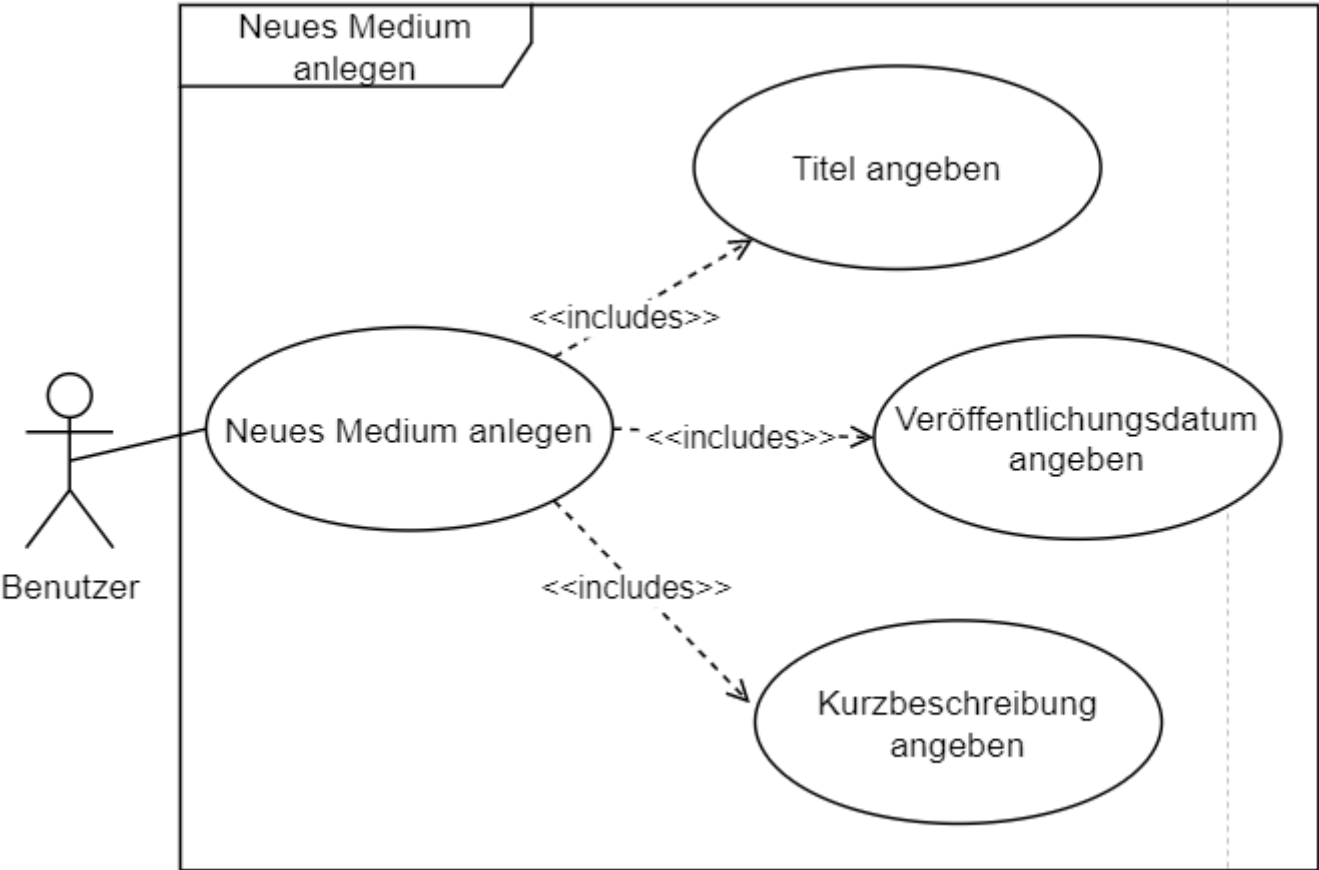 Neues Medium
anlegen
Titel angeben
<<includes>>
Neues Medium anlegen
<<includes>>
Veröffentlichungsdatum
angeben
<<includes>>
Benutzer
Kurzbeschreibung
angeben